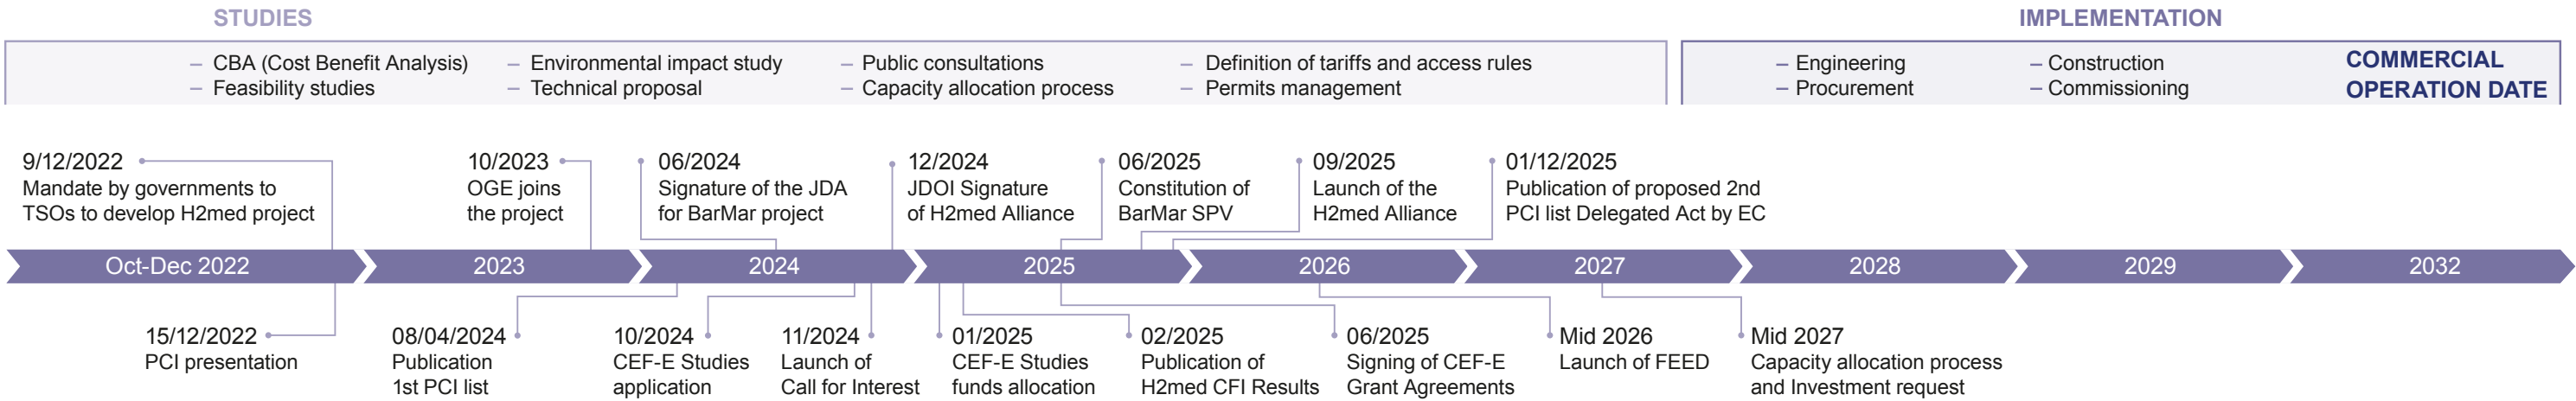 STUDIES
– CBA (Cost Benefit Analysis)
– Feasibility studies
– Environmental impact study
– Technical proposal
– Public consultations
– Capacity allocation process
– Definition of tariffs and access rules
– Permits management
IMPLEMENTATION
– Engineering
– Procurement
– Construction
– Commissioning
COMMERCIAL
OPERATION DATE
9/12/2022
Mandate by governments to
TSOs to develop H2med project
10/2023
OGE joins
the project
06/2024
Signature of the JDA
for BarMar project
12/2024
JDOI Signature
of H2med Alliance
06/2025
Constitution of
BarMar SPV
09/2025
Launch of the
H2med Alliance
01/12/2025
Publication of proposed 2nd
PCI list Delegated Act by EC
Oct-Dec 2022
2023
2024
2025
2026
2027
2028
2029
2032
15/12/2022
PCI presentation
08/04/2024
Publication
1st PCI list
10/2024
CEF-E Studies
application
11/2024
Launch of
Call for Interest
01/2025
CEF-E Studies
funds allocation
02/2025
Publication of
H2med CFI Results
06/2025
Signing of CEF-E
Grant Agreements
Mid 2026
Launch of FEED
Mid 2027
Capacity allocation process
and Investment request